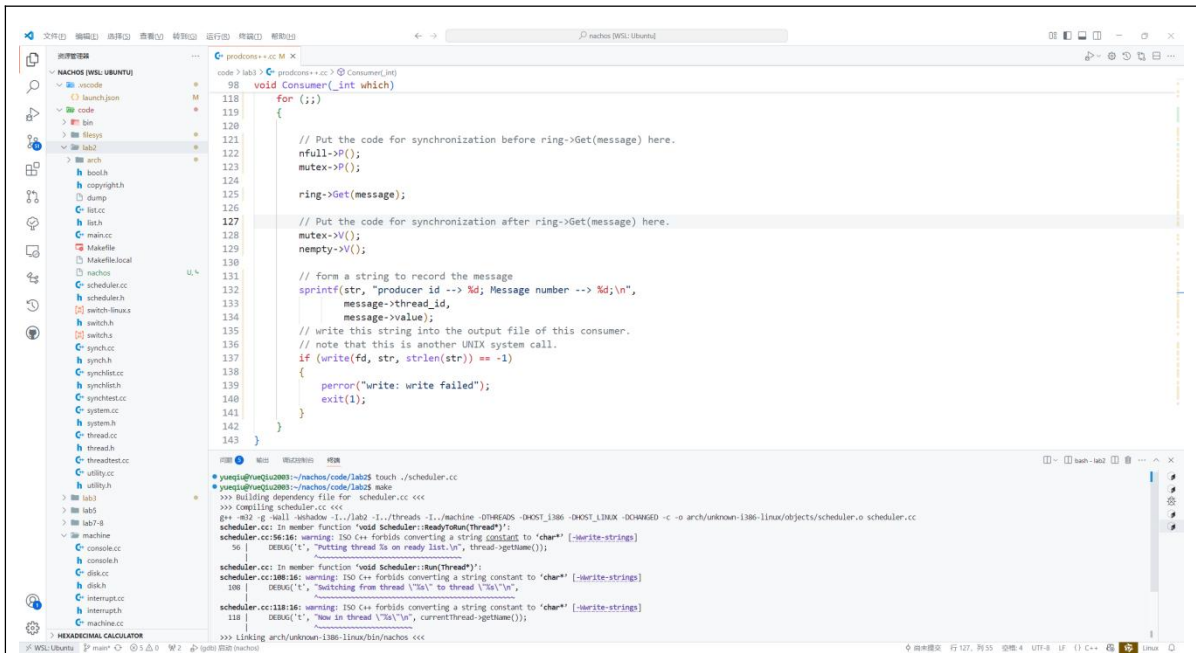 文件(F) 编辑(E) 选择(S) 查看(V) 转到(G) 运行(R) 终端(T) 帮助(H)
nachos [WSL: Ubuntu]
资源管理器
NACHOS [WSL: UBUNTU]
.vscode
launch.json M
code
bin
filesys
lab2
arch
bool.h
copyright.h
dump
list.cc
list.h
main.cc
Makefile
Makefile.local
nachos U,
scheduler.cc
scheduler.h
switch-linux.s
switch.h
switch.s
synch.cc
synch.h
synchlist.cc
synchlist.h
synchtest.cc
system.cc
system.h
thread.cc
thread.h
threadtest.cc
utility.cc
utility.h
lab3
lab5
lab7-8
machine
console.cc
console.h
disk.cc
disk.h
interrupt.cc
interrupt.h
machine.cc
HEXADECIMAL CALCULATOR
prodcons++.cc M
code > lab3 > prodcons++.cc > Consumer(_int)
98 void Consumer(_int which)
118 for (;;)
119 {
120
121 // Put the code for synchronization before ring->Get(message) here.
122 nfull->P();
123 mutex->P();
124
125 ring->Get(message);
126
127 // Put the code for synchronization after ring->Get(message) here.
128 mutex->V();
129 nempty->V();
130
131 // form a string to record the message
132 sprintf(str, "producer id --> %d; Message number --> %d;\n",
133 message->thread_id,
134 message->value);
135 // write this string into the output file of this consumer.
136 // note that this is another UNIX system call.
137 if (write(fd, str, strlen(str)) == -1)
138 {
139 perror("write: write failed");
140 exit(1);
141 }
142 }
143 }
问题 输出 调试控制台 终端
bash - lab2
yueqiu@YueQiu2003:~/nachos/code/lab2$ touch ./scheduler.cc
yueqiu@YueQiu2003:~/nachos/code/lab2$ make
>>> Building dependency file for scheduler.cc <<<
>>> Compiling scheduler.cc <<<
g++ -m32 -g -Wall -Wshadow -I../lab2 -I../threads -I../machine -DTHREADS -DHOST_i386 -DHOST_LINUX -DCHANGED -c -o arch/unknown-i386-linux/objects/scheduler.o scheduler.cc
scheduler.cc: In member function 'void Scheduler::ReadyToRun(Thread*)':
scheduler.cc:56:16: warning: ISO C++ forbids converting a string constant to 'char*' [-Wwrite-strings]
56 | DEBUG('t', "Putting thread %s on ready list.\n", thread->getName());
scheduler.cc: In member function 'void Scheduler::Run(Thread*)':
scheduler.cc:108:16: warning: ISO C++ forbids converting a string constant to 'char*' [-Wwrite-strings]
108 | DEBUG('t', "Switching from thread \"%s\" to thread \"%s\"\n",
scheduler.cc:118:16: warning: ISO C++ forbids converting a string constant to 'char*' [-Wwrite-strings]
118 | DEBUG('t', "Now in thread \"%s\"\n", currentThread->getName());
>>> Linking arch/unknown-i386-linux/bin/nachos <<<
WSL: Ubuntu main* 5 0 2 (gdb) 启动 (nachos)
尚未提交 行 127, 列 55 空格: 4 UTF-8 LF {} C++ Linux